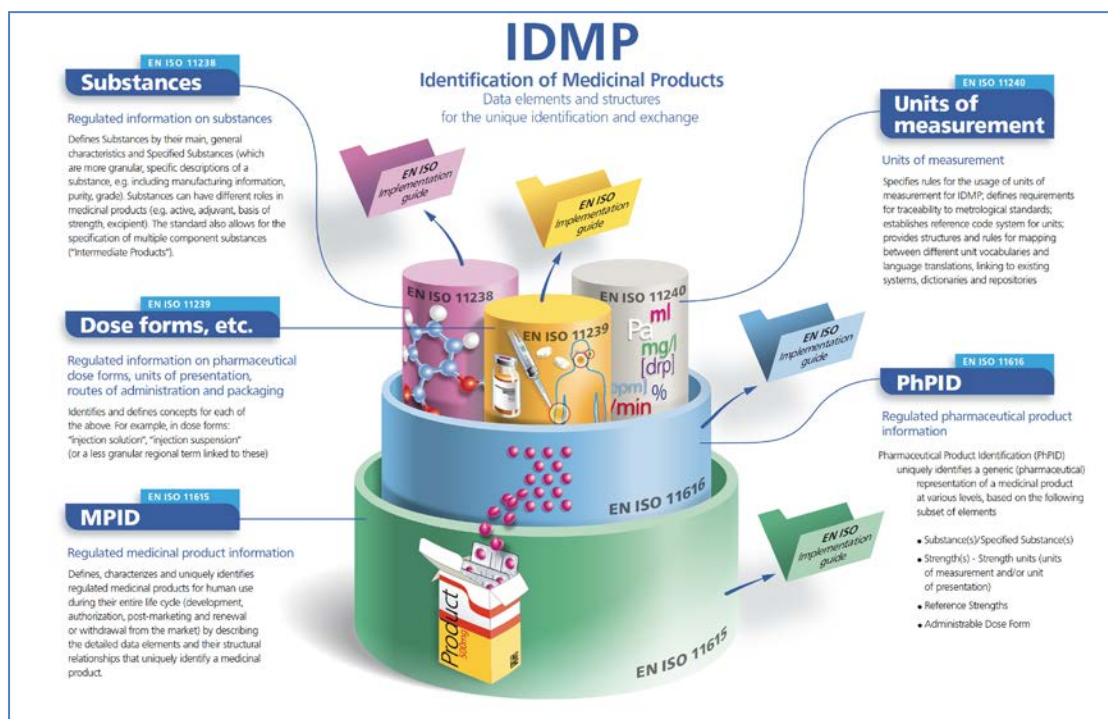 IDMP
Identification of Medicinal Products
Data elements and structures
for the unique identification and exchange
EN ISO 11238
Substances
Regulated information on substances
Defines Substances by their main, general
characteristics and Specified Substances (which
are more granular, specific descriptions of a
substance, e.g. including manufacturing information,
purity, grade). Substances can have different roles in
medicinal products (e.g. active, adjuvant, basis of
strength, excipient). The standard also allows for the
specification of multiple component substances
("Intermediate Products").
EN ISO 11239
Dose forms, etc.
Regulated information on pharmaceutical
dose forms, units of presentation,
routes of administration and packaging
Identifies and defines concepts for each of
the above. For example, in dose forms:
"injection solution", "injection suspension"
(or a less granular regional term linked to these)
EN ISO 11615
MPID
Regulated medicinal product information
Defines, characterizes and uniquely identifies
regulated medicinal products for human use
during their entire life cycle (development,
authorization, post-marketing and renewal
or withdrawal from the market) by describing
the detailed data elements and their structural
relationships that uniquely identify a medicinal
product.
EN ISO
Implementation
guide
EN ISO
Implementation
guide
EN ISO 11238
EN ISO 11239
EN ISO 11240
ml
Pa
mg/l
[drp]
ppm]
%
/min
EN ISO
Implementation
guide
EN ISO 11616
EN ISO
Implementation
guide
EN ISO 11615
Product
500mg
EN ISO 11240
Units of
measurement
Units of measurement
Specifies rules for the usage of units of
measurement for IDMP; defines requirements
for traceability to metrological standards;
establishes reference code system for units;
provides structures and rules for mapping
between different unit vocabularies and
language translations, linking to existing
systems, dictionaries and repositories
EN ISO 11616
PhPID
Regulated pharmaceutical product
information
Pharmaceutical Product Identification (PhPID)
uniquely identifies a generic (pharmaceutical)
representation of a medicinal product
at various levels, based on the following
subset of elements
• Substance(s)/Specified Substance(s)
• Strength(s) - Strength units (units
of measurement and/or unit
of presentation)
• Reference Strengths
• Administrable Dose Form